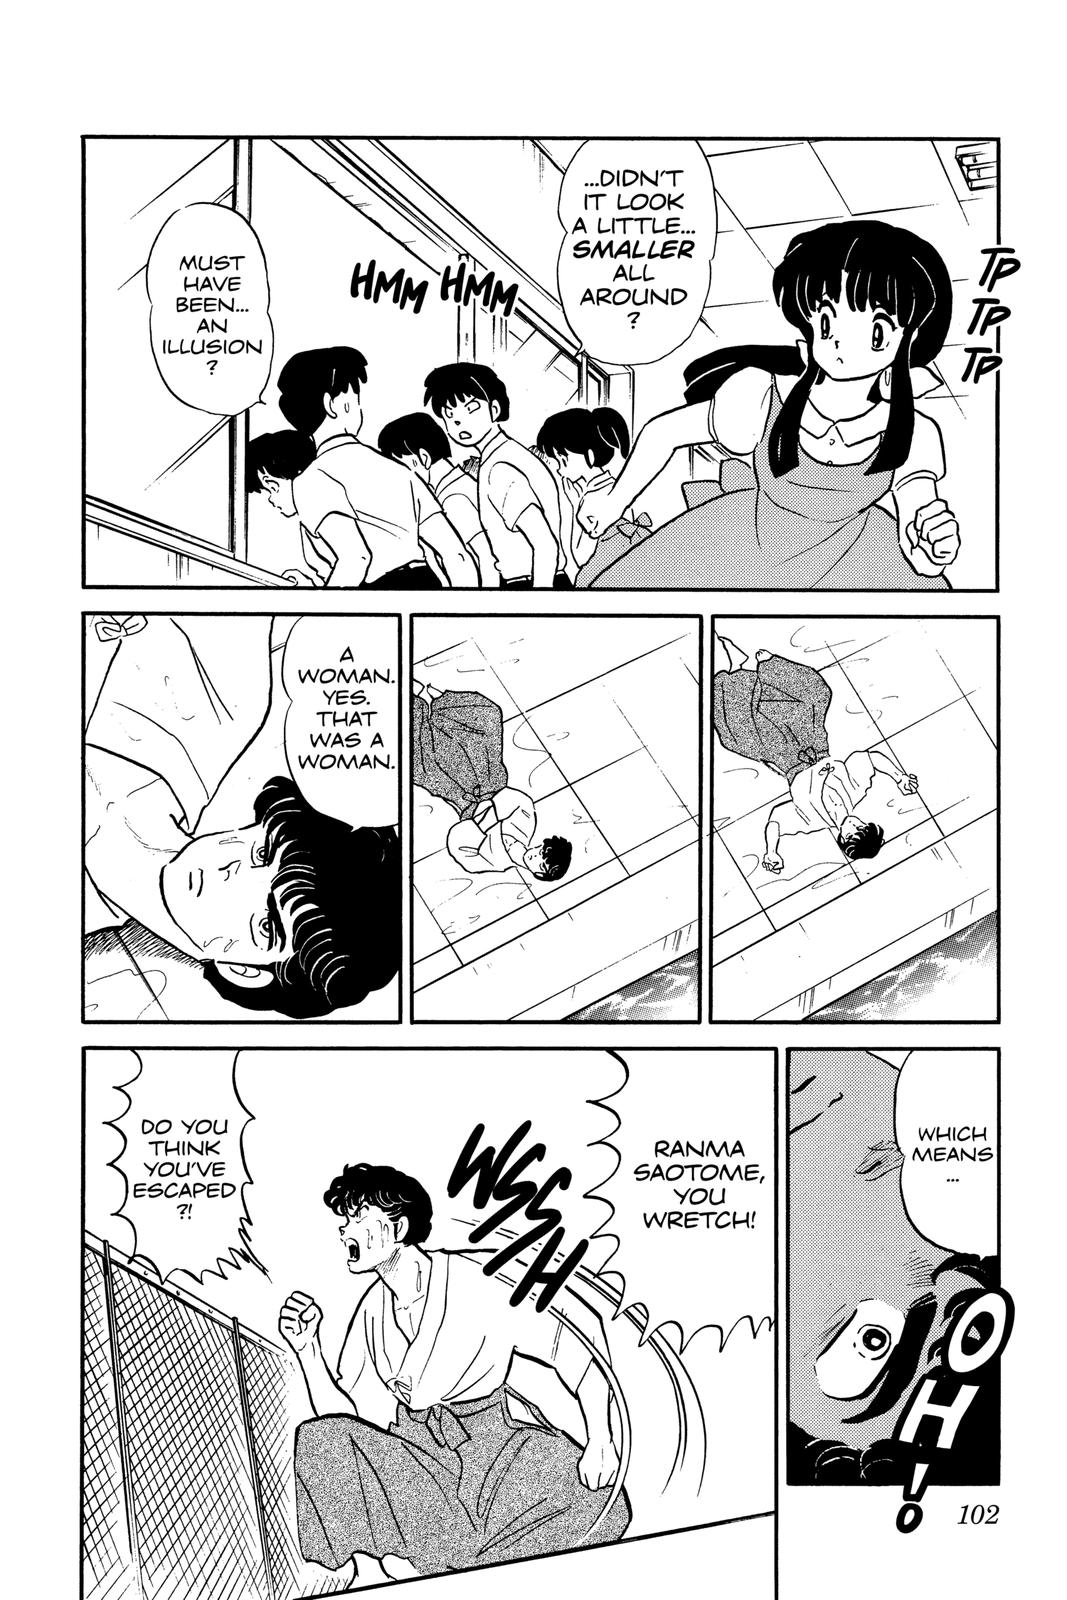 TP
TP
TP
...DIDN'T
IT LOOK
A LITTLE...
SMALLER
ALL
AROUND
?
HMM HMM
MUST
HAVE
BEEN...
AN
ILLUSION
?
A
WOMAN.
YES.
THAT
WAS A
WOMAN.
WHICH
MEANS
...
OH!
RANMA
SAOTOME,
YOU
WRETCH!
WSSH
DO YOU
THINK
YOU'VE
ESCAPED
?!
102